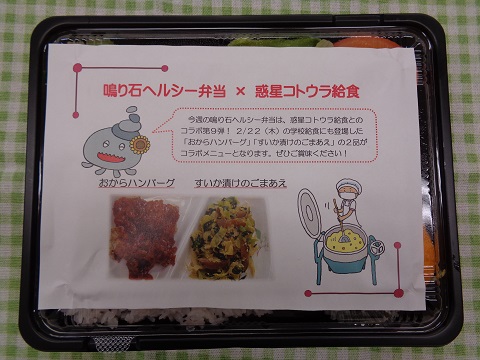 鳴り石ヘルシー弁当 × 惑星コトウラ給食
今週の鳴り石ヘルシー弁当は、惑星コトウラ給食との
コラボ第9弾！ 2/22（木）の学校給食にも登場した
「おからハンバーグ」「すいか漬けのごまあえ」の2品が
コラボメニューとなります。ぜひご賞味ください！
おからハンバーグ すいか漬けのごまあえ